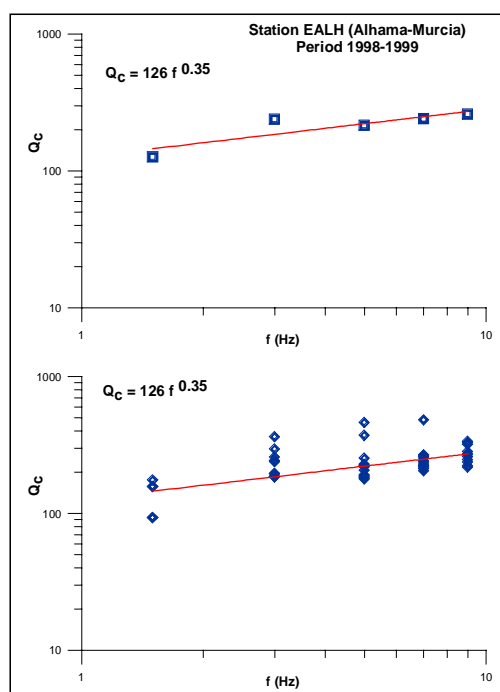 Station EALH (Alhama-Murcia)
Period 1998-1999
Qc = 126 f 0.35
1000
100
10
Qc
1
10
f (Hz)
Qc = 126 f 0.35
1000
100
10
Qc
1
10
f (Hz)